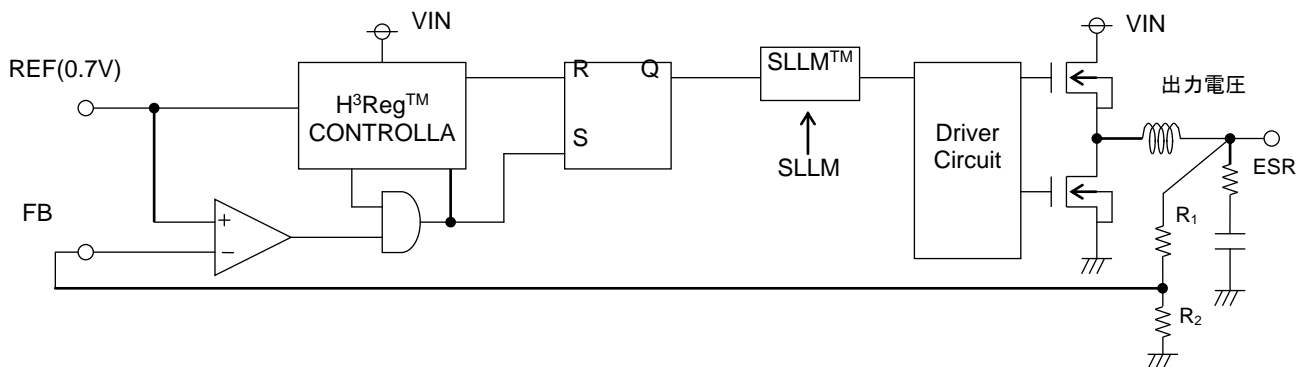 VIN
VIN
REF(0.7V)
R
Q
SLLM™
H³Reg™
CONTROLLA
出力電圧
Driver
Circuit
S
SLLM
ESR
FB
+
−
R₁
R₂